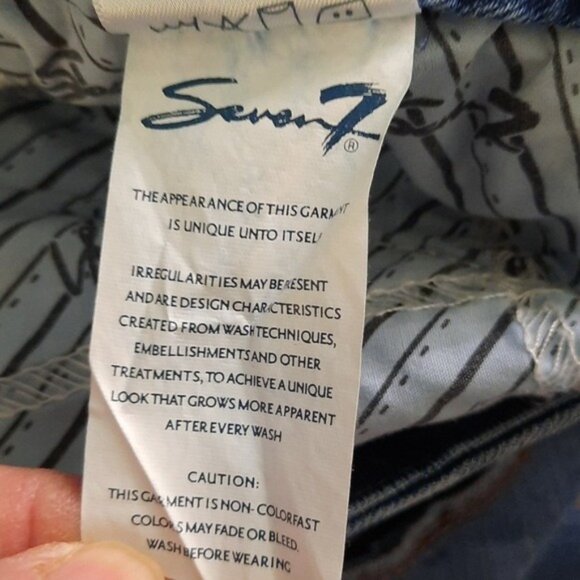 Seven7®
THE APPEARANCE OF THIS GARMENT
IS UNIQUE UNTO ITSELF
IRREGULARITIES MAY BE PRESENT
AND ARE DESIGN CHARACTERISTICS
CREATED FROM WASH TECHNIQUES,
EMBELLISHMENTS AND OTHER
TREATMENTS, TO ACHIEVE A UNIQUE
LOOK THAT GROWS MORE APPARENT
AFTER EVERY WASH
CAUTION:
THIS GARMENT IS NON-COLORFAST
COLORS MAY FADE OR BLEED.
WASH BEFORE WEARING